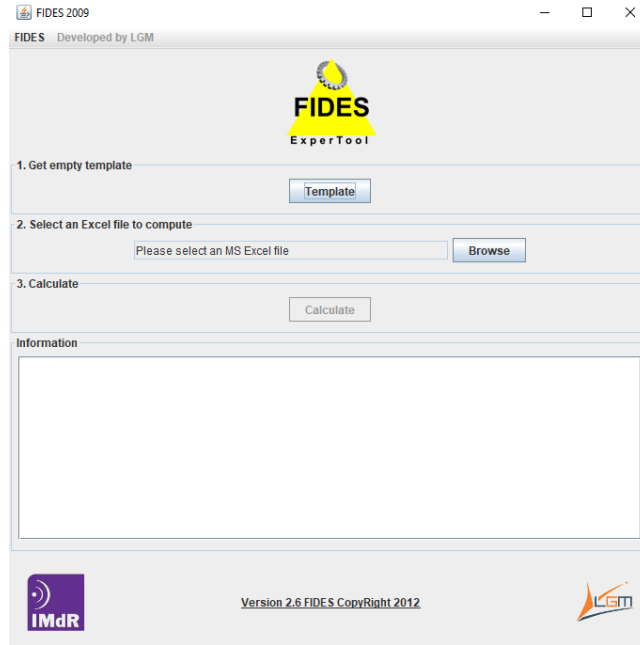 FIDES 2009
FIDES Developed by LGM
FIDES
ExperTool
1. Get empty template
Template
2. Select an Excel file to compute
Please select an MS Excel file
Browse
3. Calculate
Calculate
Information
IMdR
Version 2.6 FIDES CopyRight 2012
LGM